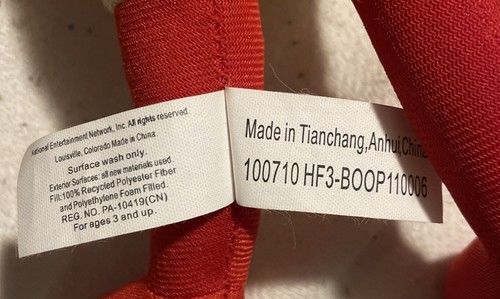 National Entertainment Network, Inc. All rights reserved.
Louisville, Colorado Made in China.
Surface wash only.
Exterior Surfaces: all new materials used.
Fill:100% Recycled Polyester Fiber
and Polyethylene Foam Filled.
REG. NO. PA-10419(CN)
For ages 3 and up.
Made in Tianchang,Anhui,China
100710 HF3-BOOP110006